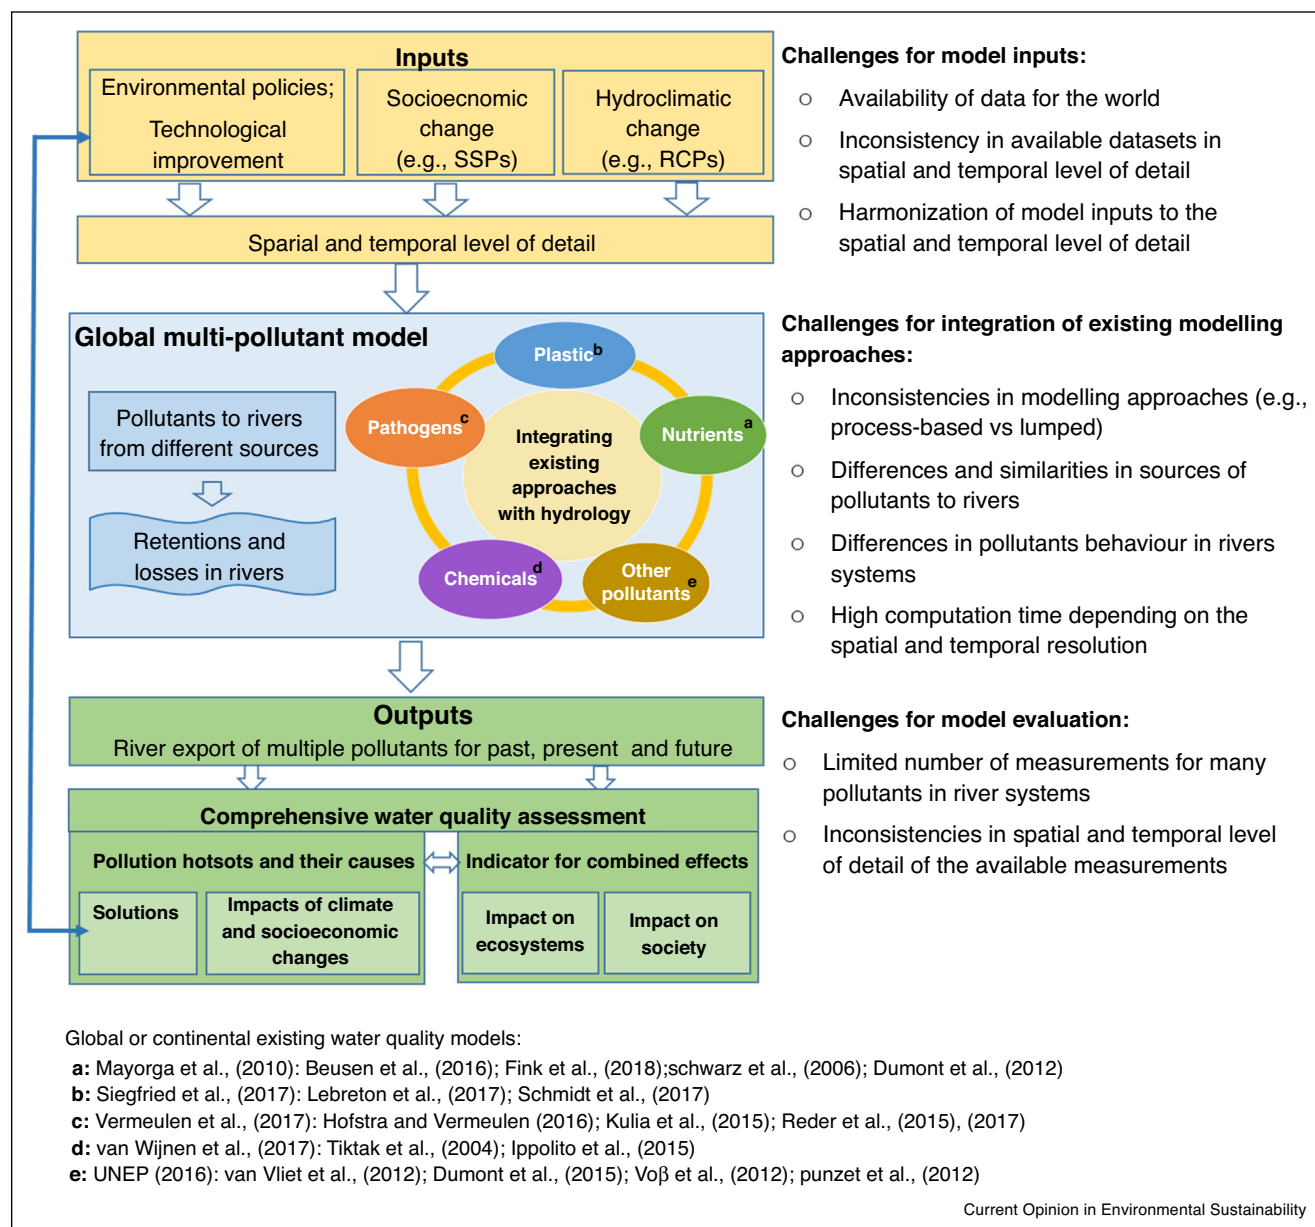 Inputs
Environmental policies;
Technological
improvement
Socioecnomic
change
(e.g., SSPs)
Hydroclimatic
change
(e.g., RCPs)
Sparial and temporal level of detail
Challenges for model inputs:
Availability of data for the world
Inconsistency in available datasets in
spatial and temporal level of detail
Harmonization of model inputs to the
spatial and temporal level of detail
Global multi-pollutant model
Pollutants to rivers
from different sources
Retentions and
losses in rivers
Plastic b
Pathogens c
Nutrients a
Integrating
existing
approaches
with hydrology
Chemicals d
Other
pollutants e
Challenges for integration of existing modelling
approaches:
Inconsistencies in modelling approaches (e.g.,
process-based vs lumped)
Differences and similarities in sources of
pollutants to rivers
Differences in pollutants behaviour in rivers
systems
High computation time depending on the
spatial and temporal resolution
Outputs
River export of multiple pollutants for past, present and future
Comprehensive water quality assessment
Pollution hotsots and their causes
Indicator for combined effects
Solutions
Impacts of climate
and socioeconomic
changes
Impact on
ecosystems
Impact on
society
Challenges for model evaluation:
Limited number of measurements for many
pollutants in river systems
Inconsistencies in spatial and temporal level
of detail of the available measurements
Global or continental existing water quality models:
a: Mayorga et al., (2010): Beusen et al., (2016); Fink et al., (2018);schwarz et al., (2006); Dumont et al., (2012)
b: Siegfried et al., (2017): Lebreton et al., (2017); Schmidt et al., (2017)
c: Vermeulen et al., (2017): Hofstra and Vermeulen (2016); Kulia et al., (2015); Reder et al., (2015), (2017)
d: van Wijnen et al., (2017): Tiktak et al., (2004); Ippolito et al., (2015)
e: UNEP (2016): van Vliet et al., (2012); Dumont et al., (2015); Voβ et al., (2012); punzet et al., (2012)
Current Opinion in Environmental Sustainability